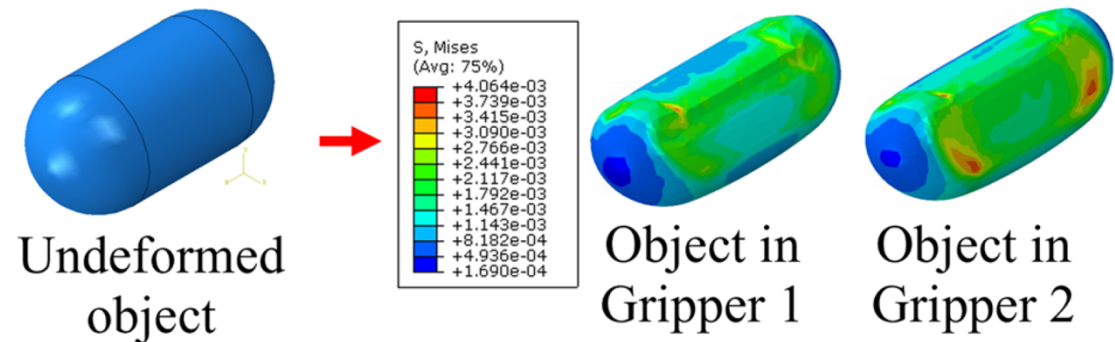 S, Mises
(Avg: 75%)
+4.064e-03
+3.739e-03
+3.415e-03
+3.090e-03
+2.766e-03
+2.441e-03
+2.117e-03
+1.792e-03
+1.467e-03
+1.143e-03
+8.182e-04
+4.936e-04
+1.690e-04
Undeformed
object
Object in
Gripper 1
Object in
Gripper 2